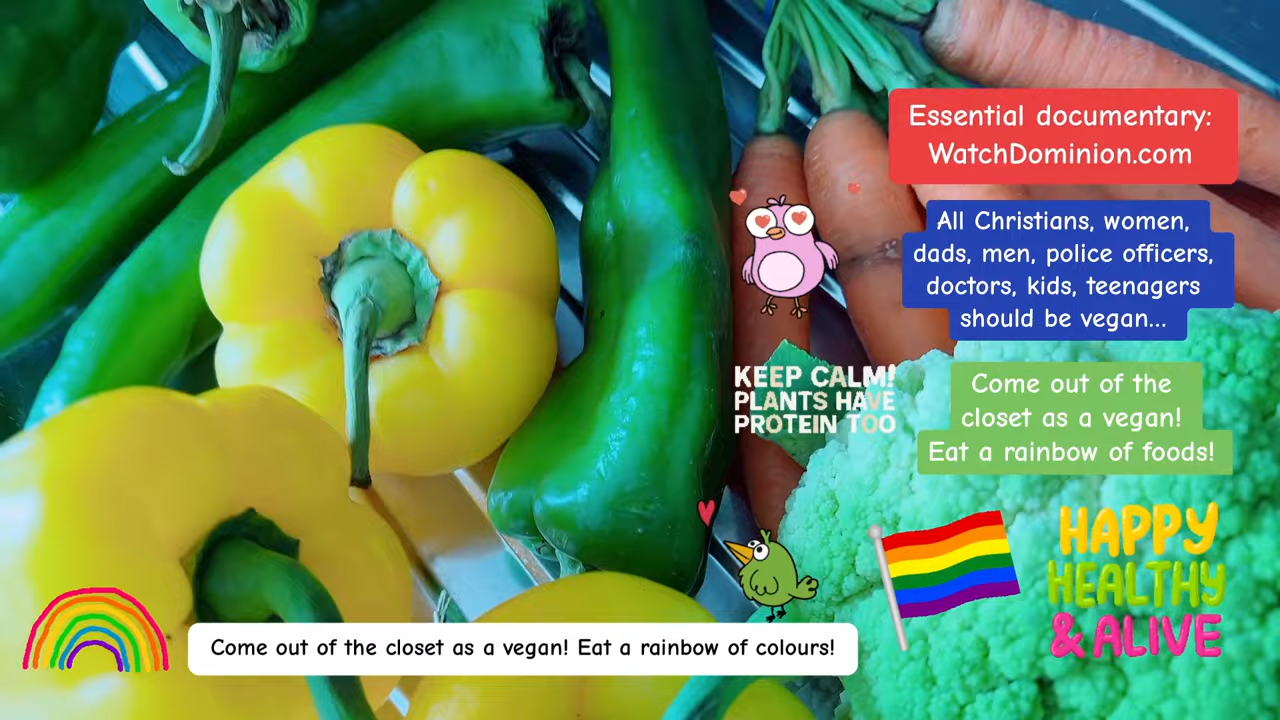 Essential documentary:
WatchDominion.com
All Christians, women,
dads, men, police officers,
doctors, kids, teenagers
should be vegan...
KEEP CALM!
PLANTS HAVE
PROTEIN TOO
Come out of the
closet as a vegan!
Eat a rainbow of foods!
HAPPY
HEALTHY
& ALIVE
Come out of the closet as a vegan! Eat a rainbow of colours!